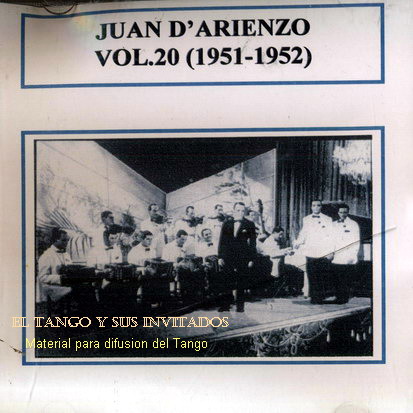 JUAN D'ARIENZO
VOL.20 (1951-1952)
EL TANGO Y SUS INVITADOS
Material para difusion del Tango